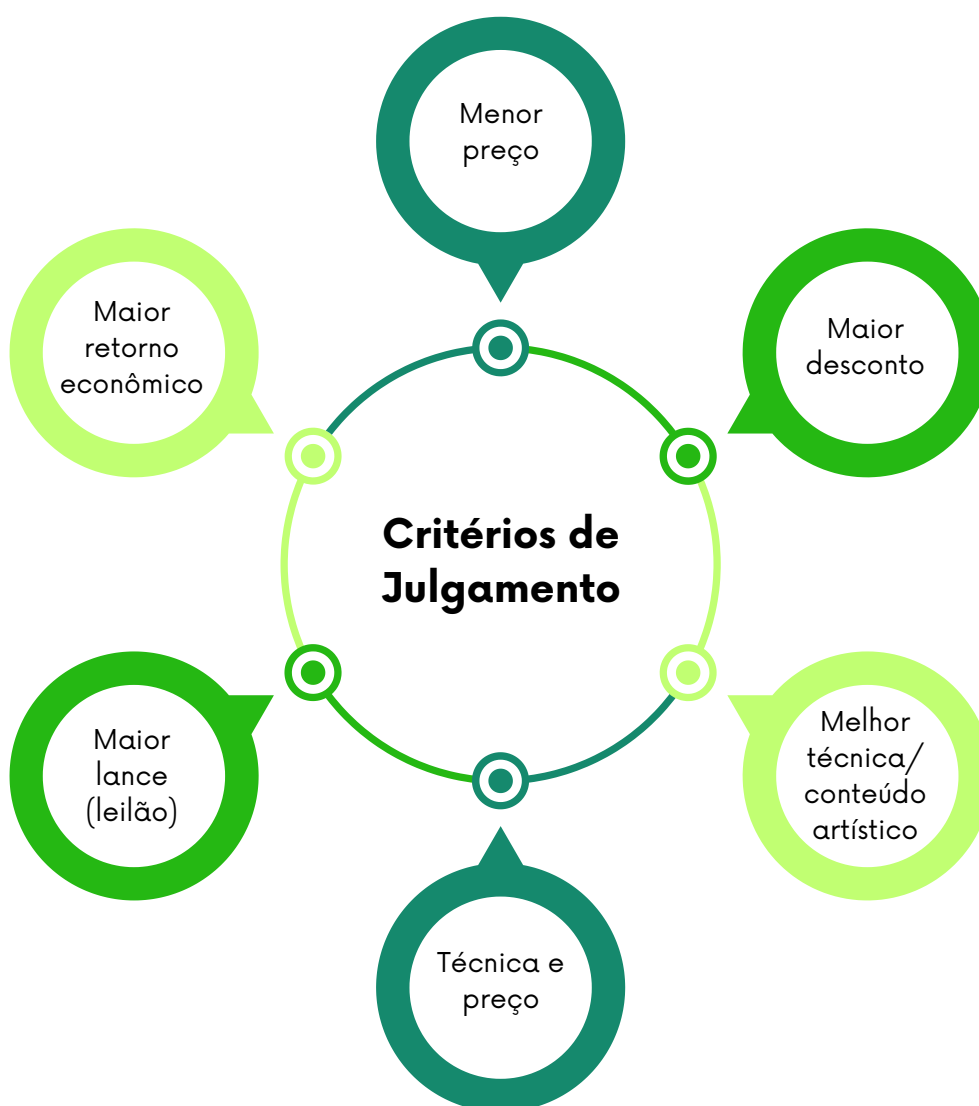 Menor
preço
Maior
desconto
Melhor
técnica/
conteúdo
artístico
Técnica e
preço
Maior
lance
(leilão)
Maior
retorno
econômico
Critérios de
Julgamento